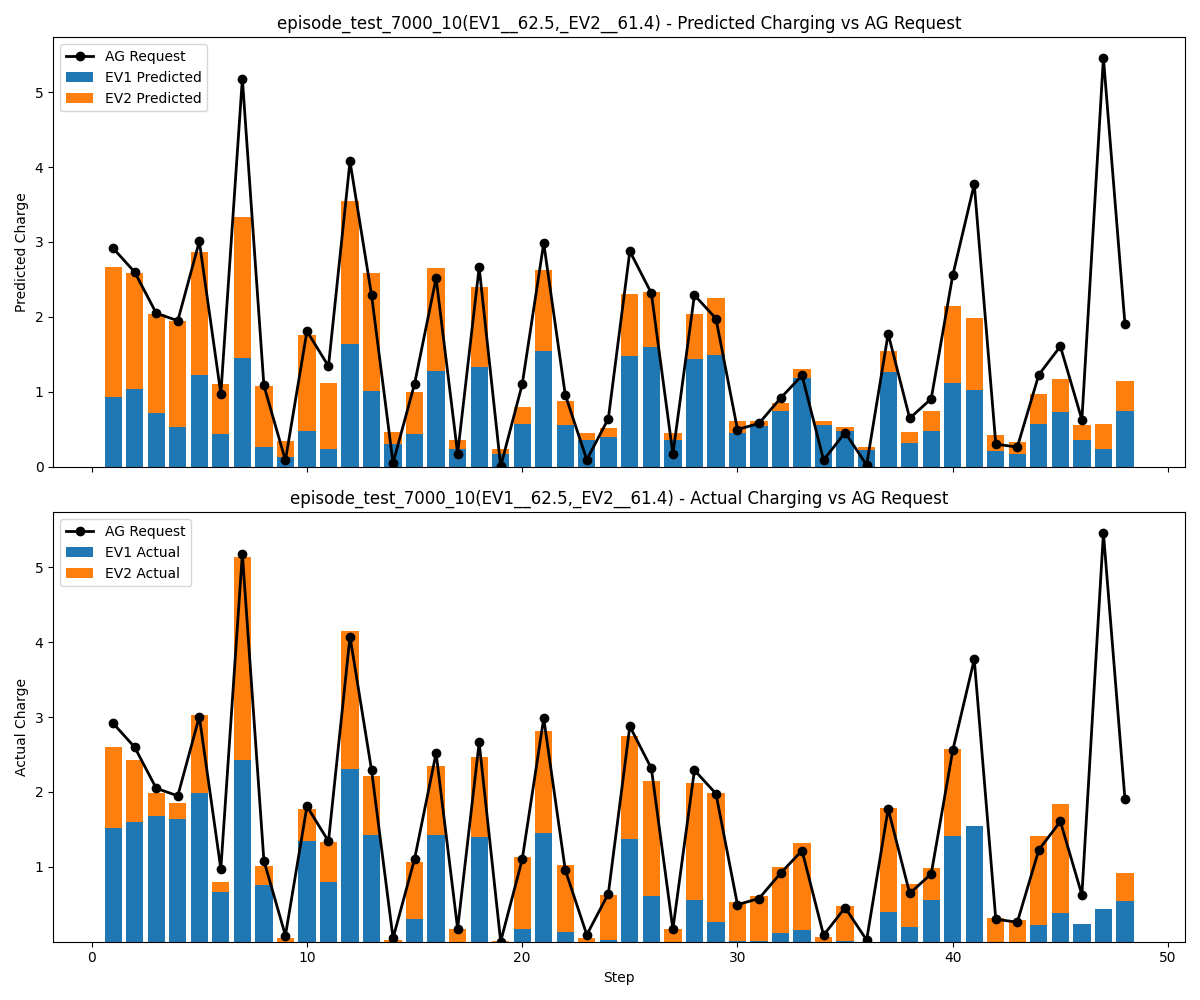 episode_test_7000_10(EV1__62.5,_EV2__61.4) - Predicted Charging vs AG Request
AG Request
EV1 Predicted
EV2 Predicted
Predicted Charge
5
4
3
2
1
0
episode_test_7000_10(EV1__62.5,_EV2__61.4) - Actual Charging vs AG Request
AG Request
EV1 Actual
EV2 Actual
Actual Charge
5
4
3
2
1
0 10 20 30 40 50
Step